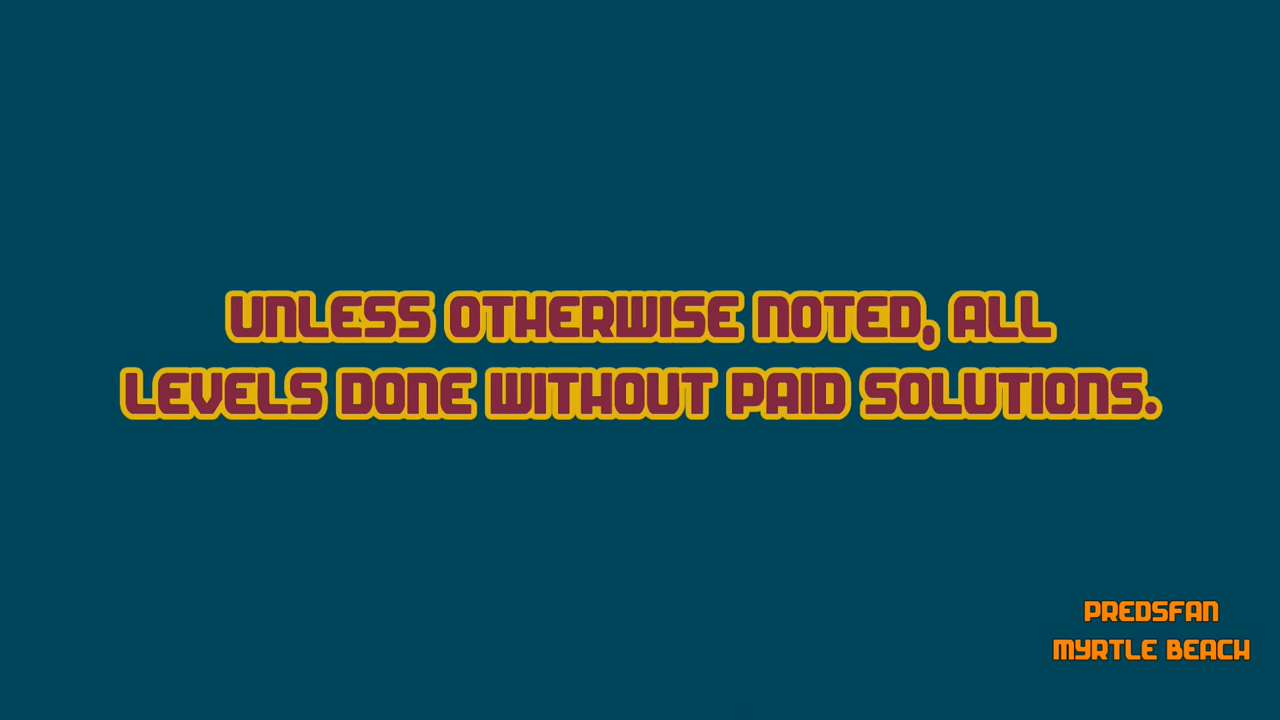 UNLESS OTHERWISE NOTED, ALL
LEVELS DONE WITHOUT PAID SOLUTIONS.
PREDSFAN
MYRTLE BEACH